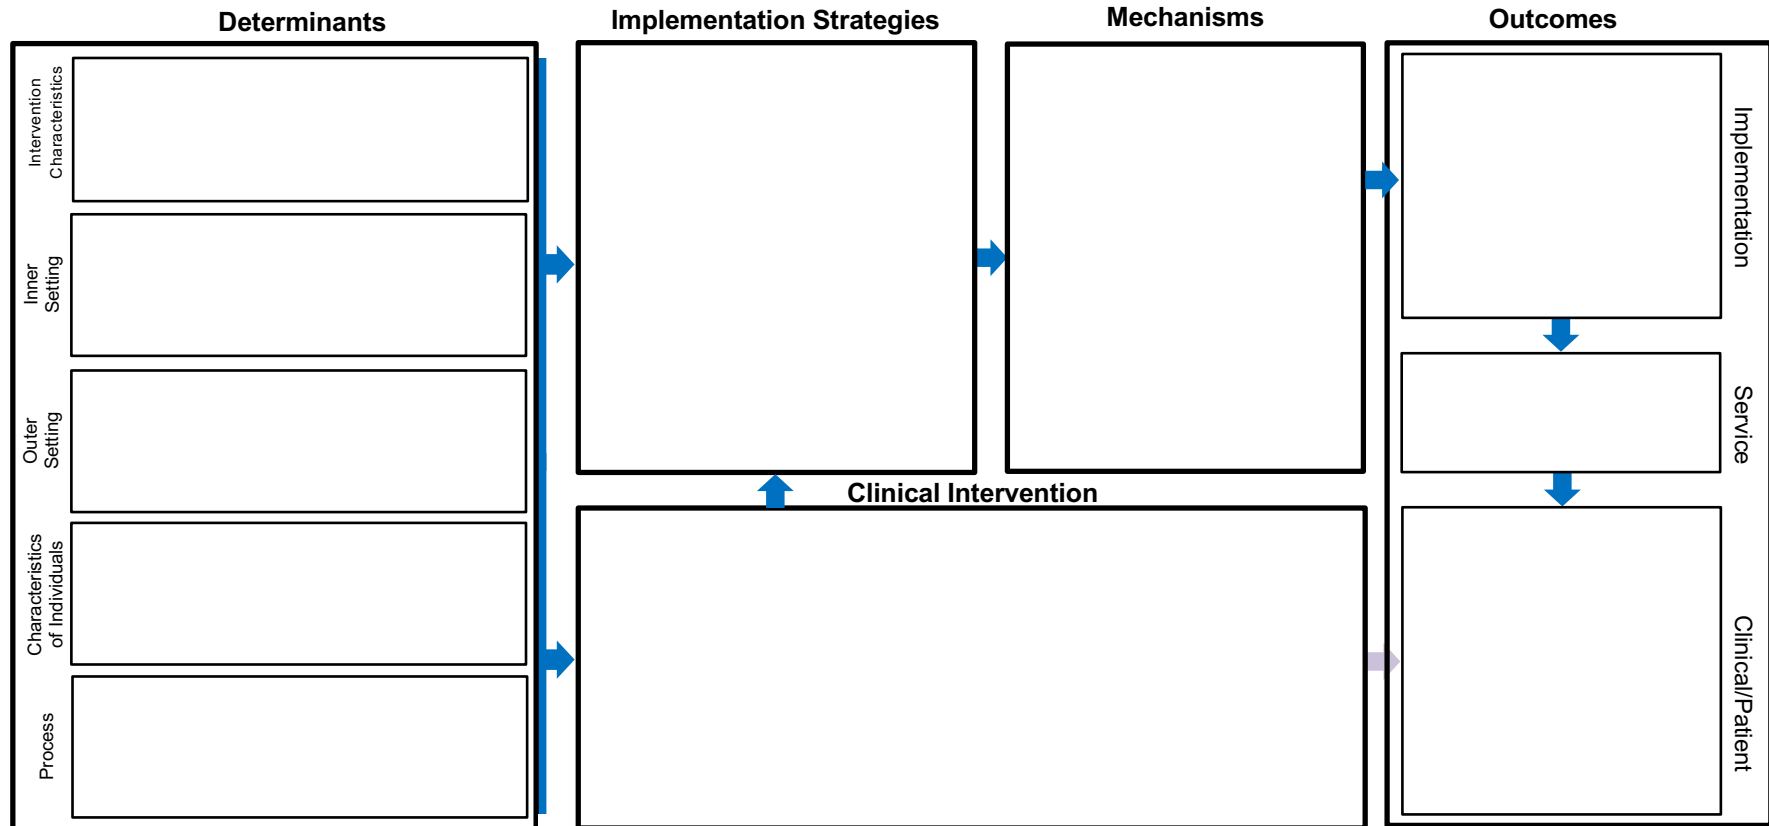 Determinants
Implementation Strategies
Mechanisms
Outcomes
Intervention
Characteristics
Inner
Setting
Outer
Setting
Characteristics
of Individuals
Process
Clinical Intervention
Implementation
Service
Clinical/Patient